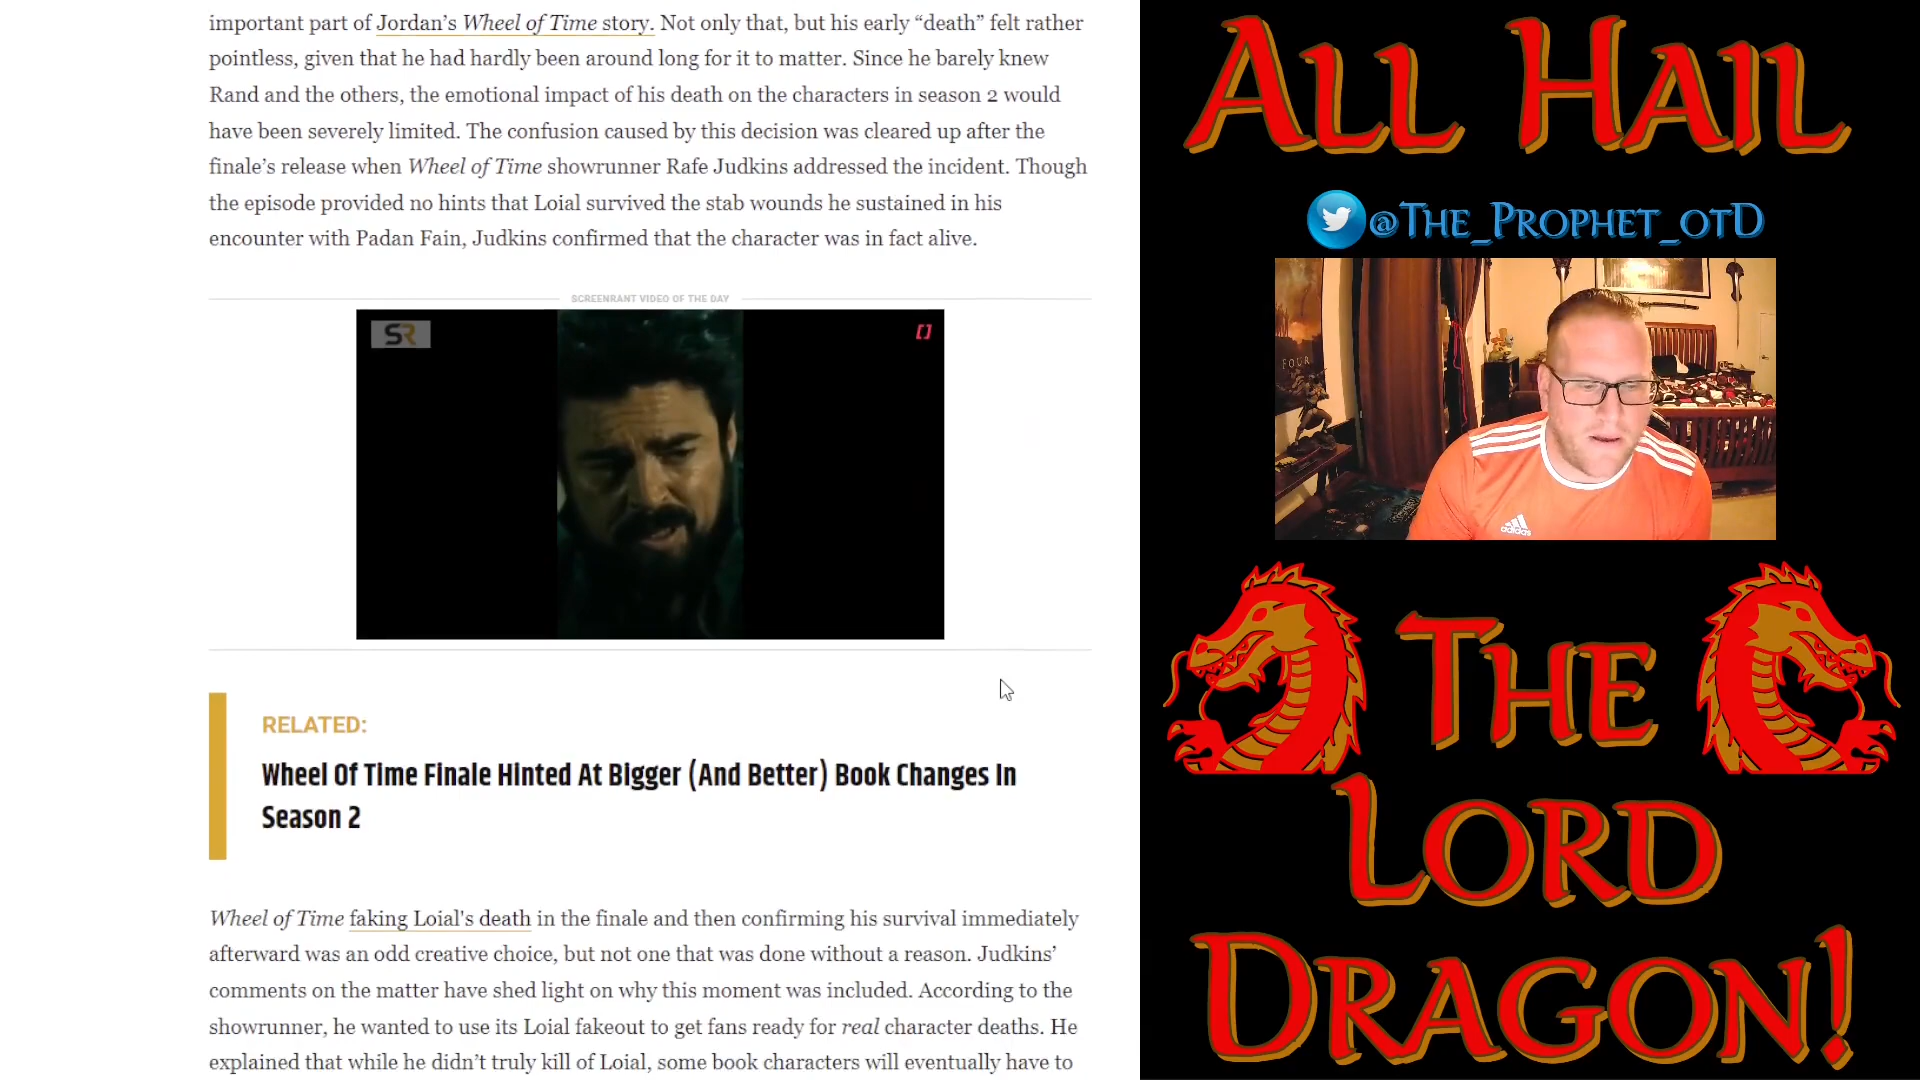 important part of Jordan’s Wheel of Time story. Not only that, but his early “death” felt rather
pointless, given that he had hardly been around long for it to matter. Since he barely knew
Rand and the others, the emotional impact of his death on the characters in season 2 would
have been severely limited. The confusion caused by this decision was cleared up after the
finale’s release when Wheel of Time showrunner Rafe Judkins addressed the incident. Though
the episode provided no hints that Loial survived the stab wounds he sustained in his
encounter with Padan Fain, Judkins confirmed that the character was in fact alive.
SCREENRANT VIDEO OF THE DAY
SR
[]
RELATED:
Wheel Of Time Finale Hinted At Bigger (And Better) Book Changes In
Season 2
Wheel of Time faking Loial's death in the finale and then confirming his survival immediately
afterward was an odd creative choice, but not one that was done without a reason. Judkins’
comments on the matter have shed light on why this moment was included. According to the
showrunner, he wanted to use its Loial fakeout to get fans ready for real character deaths. He
explained that while he didn’t truly kill of Loial, some book characters will eventually have to
ALL HAIL
@THE_PROPHET_OTD
FOUR
adidas
THE
LORD
DRAGON!